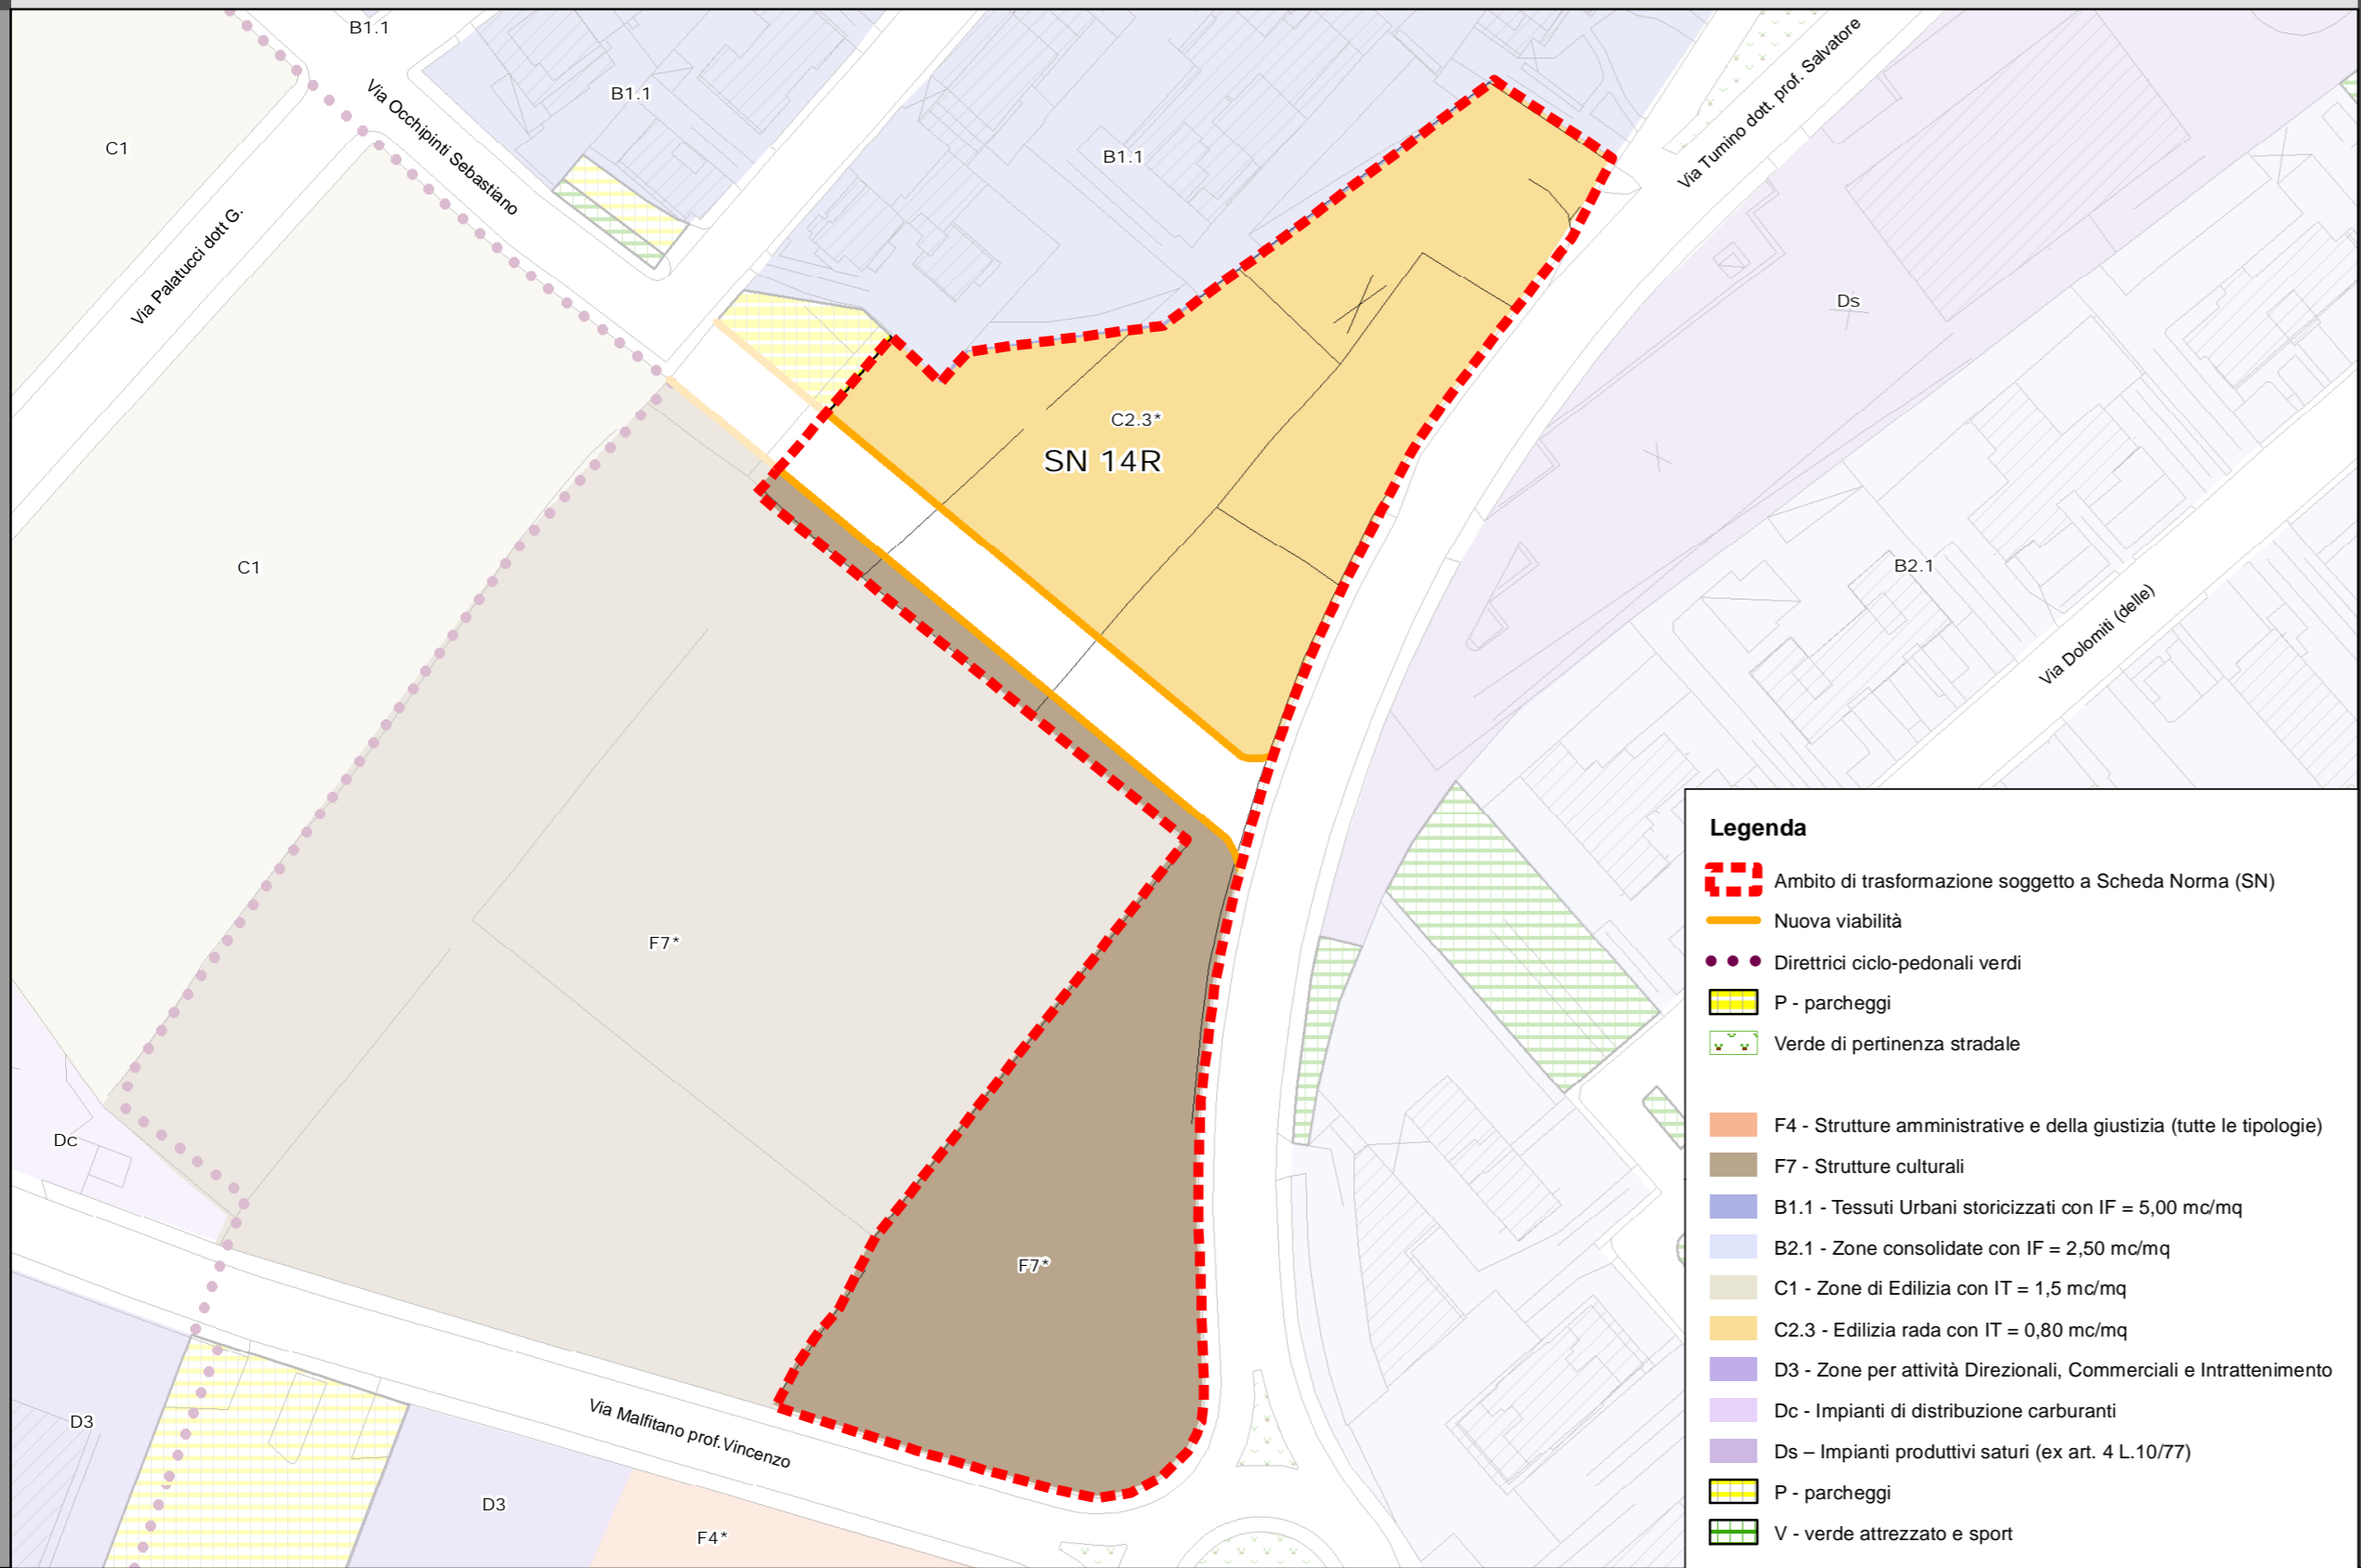 B1.1
Via Occhipinti Sebastiano
B1.1
Via Tumino dott. prof. Salvatore
C1
B1.1
Via Palatucci dott G.
Ds
C2.3*
SN 14R
C1
B2.1
Via Dolomiti (delle)
F7*
Dc
F7*
Via Malfitano prof.Vincenzo
D3
D3
F4*
Legenda
Ambito di trasformazione soggetto a Scheda Norma (SN)
Nuova viabilità
Direttrici ciclo-pedonali verdi
P - parcheggi
Verde di pertinenza stradale
F4 - Strutture amministrative e della giustizia (tutte le tipologie)
F7 - Strutture culturali
B1.1 - Tessuti Urbani storicizzati con IF = 5,00 mc/mq
B2.1 - Zone consolidate con IF = 2,50 mc/mq
C1 - Zone di Edilizia con IT = 1,5 mc/mq
C2.3 - Edilizia rada con IT = 0,80 mc/mq
D3 - Zone per attività Direzionali, Commerciali e Intrattenimento
Dc - Impianti di distribuzione carburanti
Ds – Impianti produttivi saturi (ex art. 4 L.10/77)
P - parcheggi
V - verde attrezzato e sport